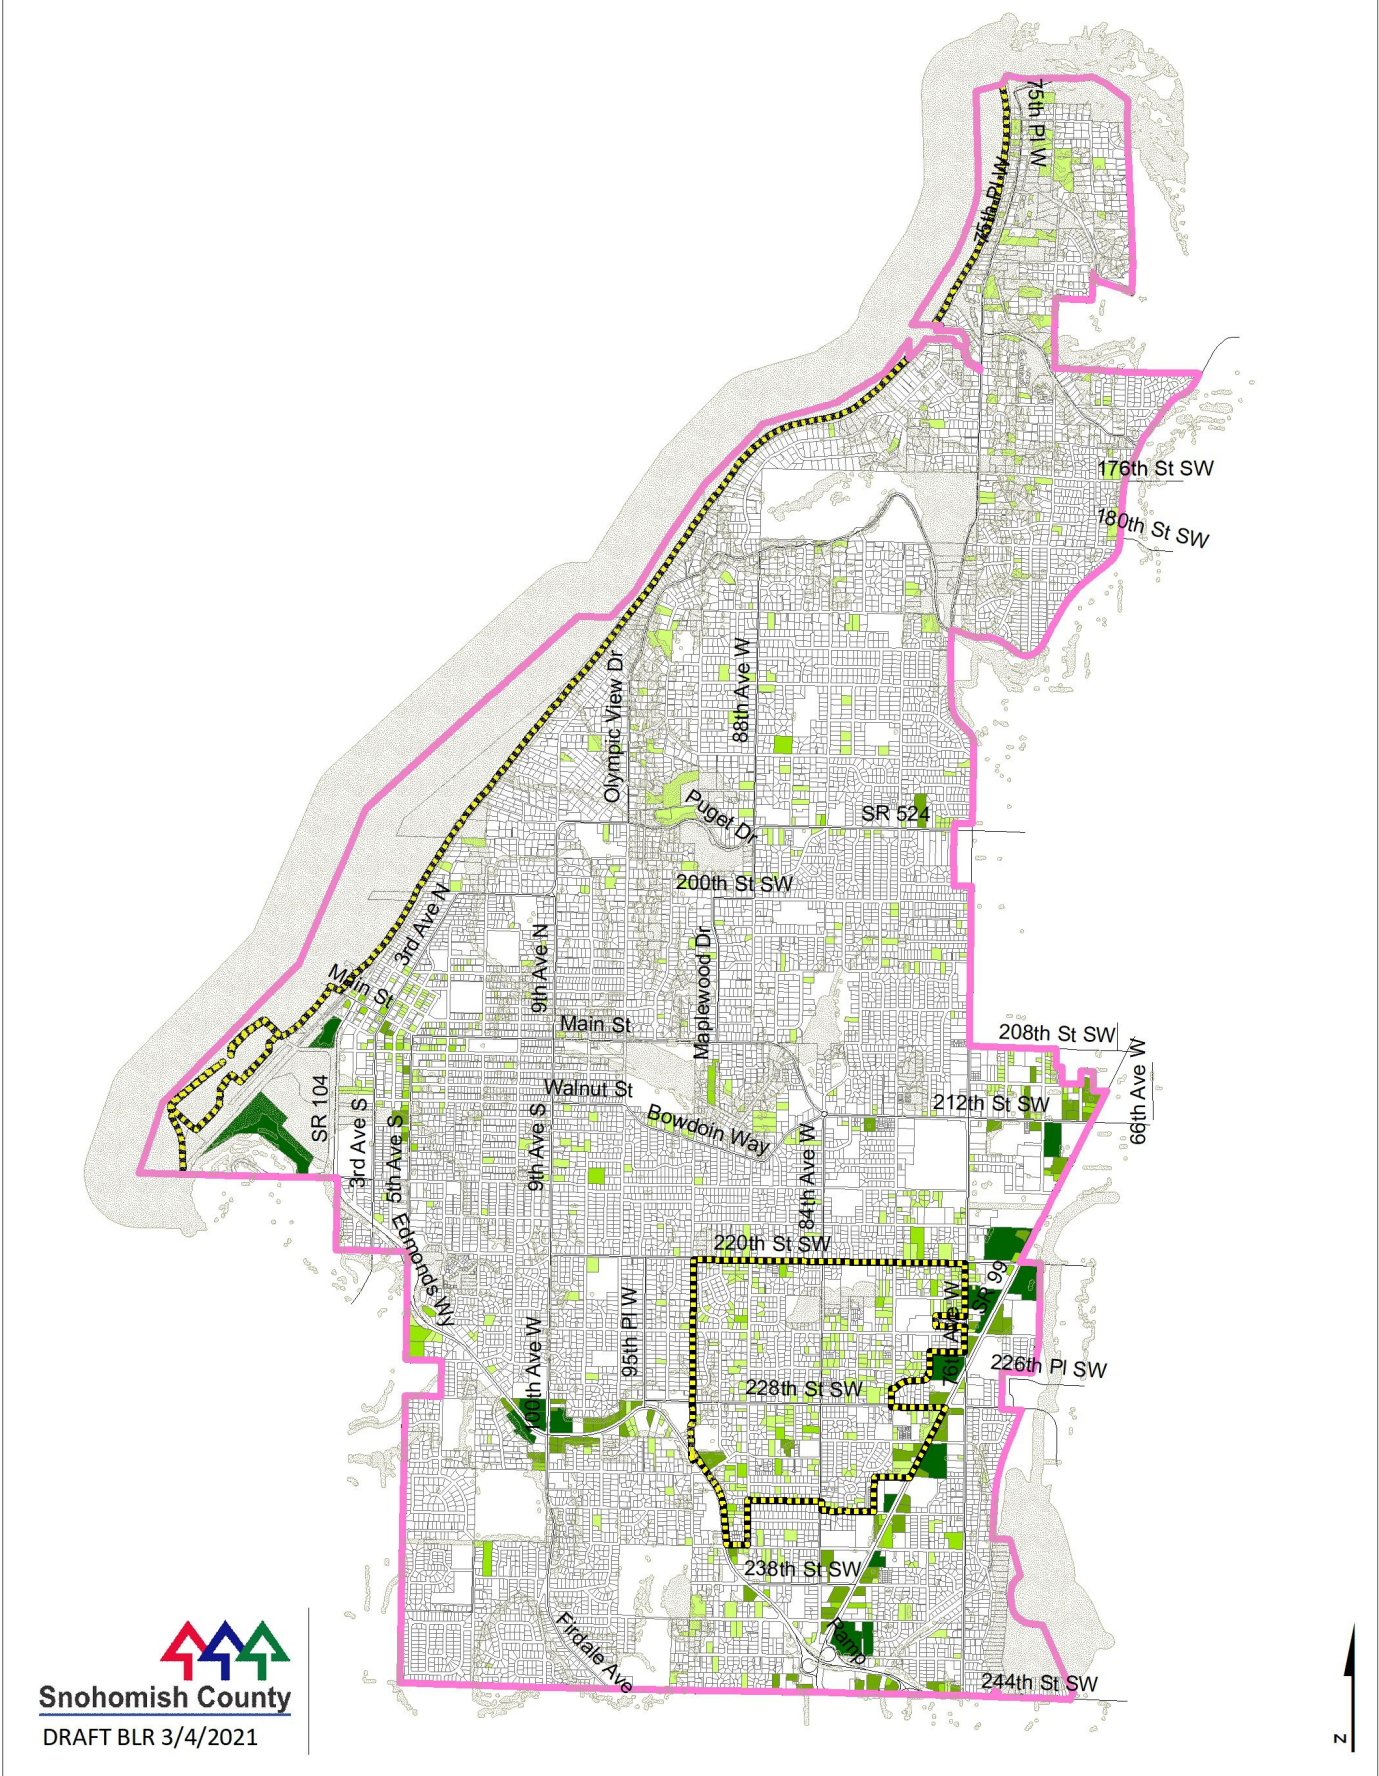 75th Pl W
75th Pl W
176th St SW
180th St SW
Olympic View Dr
88th Ave W
Puget Dr
SR 524
200th St SW
3rd Ave N
9th Ave N
Maplewood Dr
Main St
Main St
208th St SW
66th Ave W
SR 104
Walnut St
212th St SW
3rd Ave S
5th Ave S
9th Ave S
Bowdoin Way
84th Ave W
Edmonds Wy
220th St SW
SR 99
76th Ave W
95th Pl W
100th Ave W
226th Pl SW
228th St SW
238th St SW
Firdale Ave
Ramp
244th St SW
Snohomish County
DRAFT BLR 3/4/2021
N